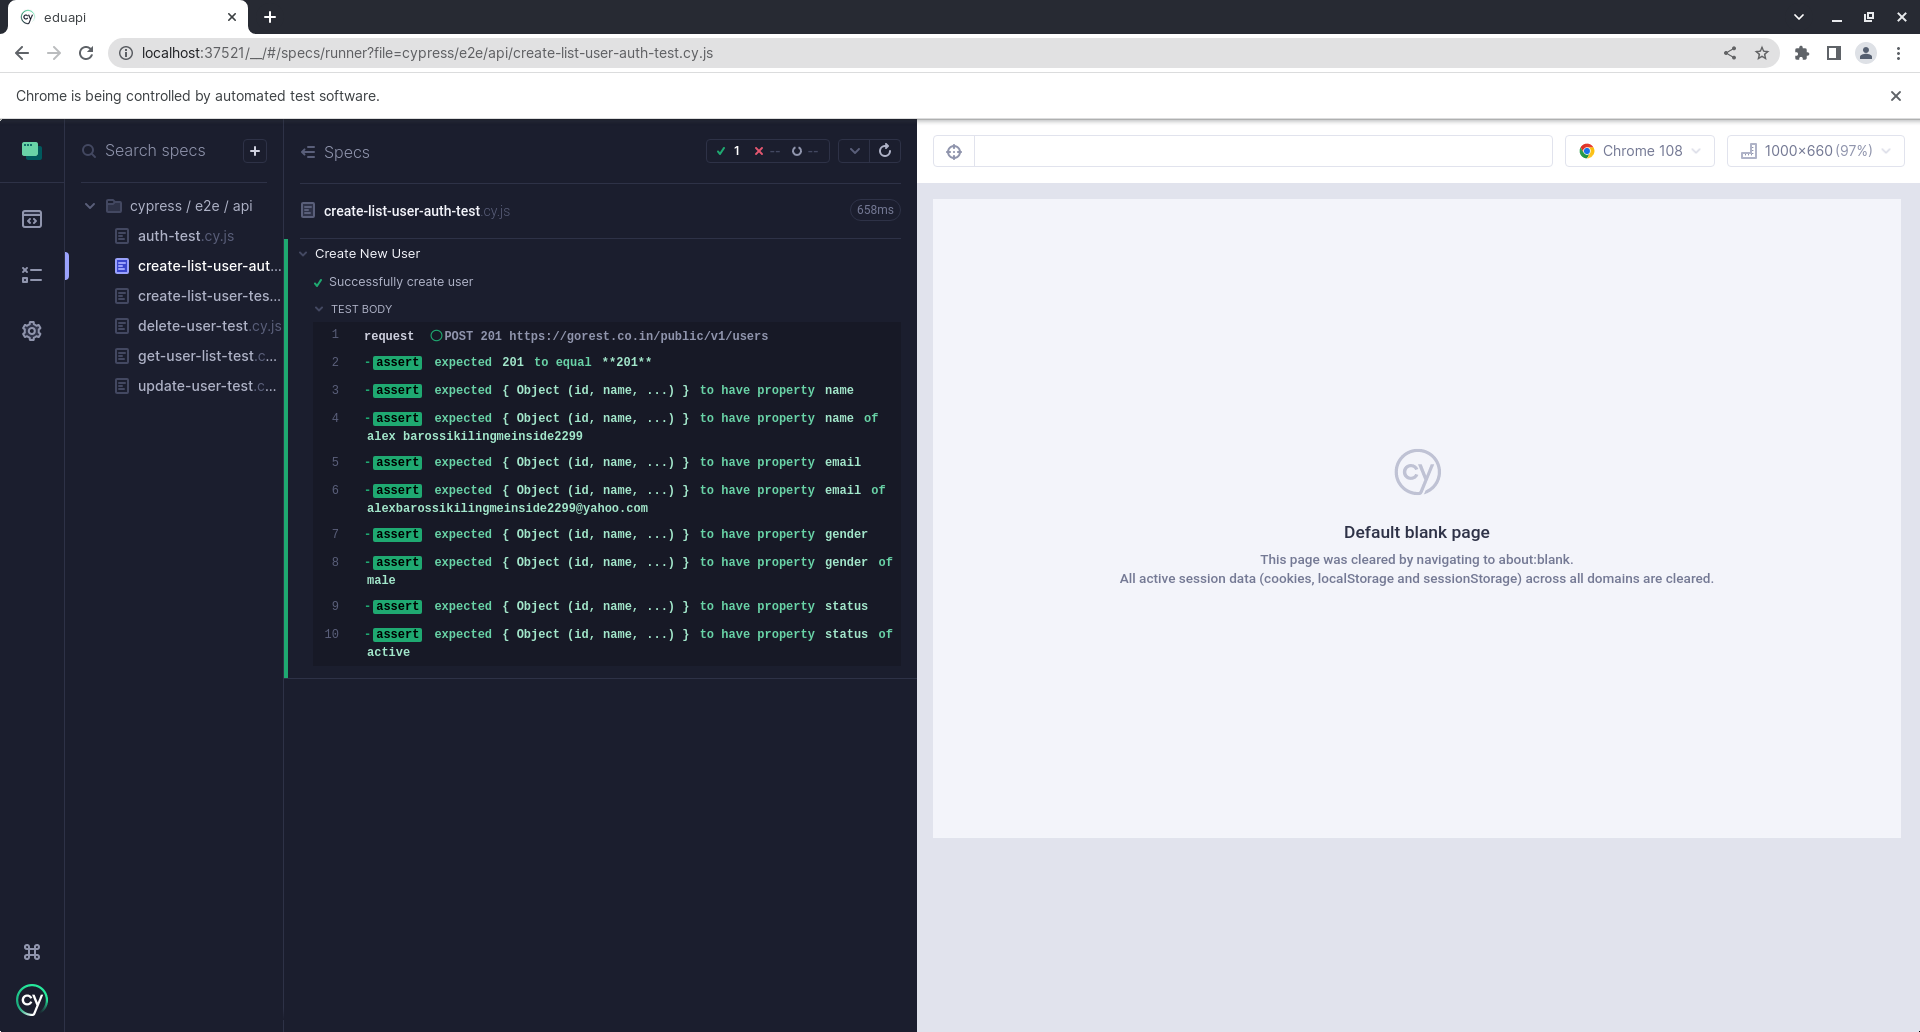 eduapi
localhost:37521/__/#/specs/runner?file=cypress/e2e/api/create-list-user-auth-test.cy.js
Chrome is being controlled by automated test software.
Search specs
cypress / e2e / api
auth-test.cy.js
create-list-user-aut...
create-list-user-tes...
delete-user-test.cy.js
get-user-list-test.c...
update-user-test.c...
cy
Specs
1 -- --
create-list-user-auth-test.cy.js 658ms
Create New User
Successfully create user
TEST BODY
1 request POST 201 https://gorest.co.in/public/v1/users
2 -assert expected 201 to equal **201**
3 -assert expected { Object (id, name, ...) } to have property name
4 -assert expected { Object (id, name, ...) } to have property name of
alex barossikilingmeinside2299
5 -assert expected { Object (id, name, ...) } to have property email
6 -assert expected { Object (id, name, ...) } to have property email of
alexbarossikilingmeinside2299@yahoo.com
7 -assert expected { Object (id, name, ...) } to have property gender
8 -assert expected { Object (id, name, ...) } to have property gender of
male
9 -assert expected { Object (id, name, ...) } to have property status
10 -assert expected { Object (id, name, ...) } to have property status of
active
Chrome 108
1000×660 (97%)
cy
Default blank page
This page was cleared by navigating to about:blank.
All active session data (cookies, localStorage and sessionStorage) across all domains are cleared.